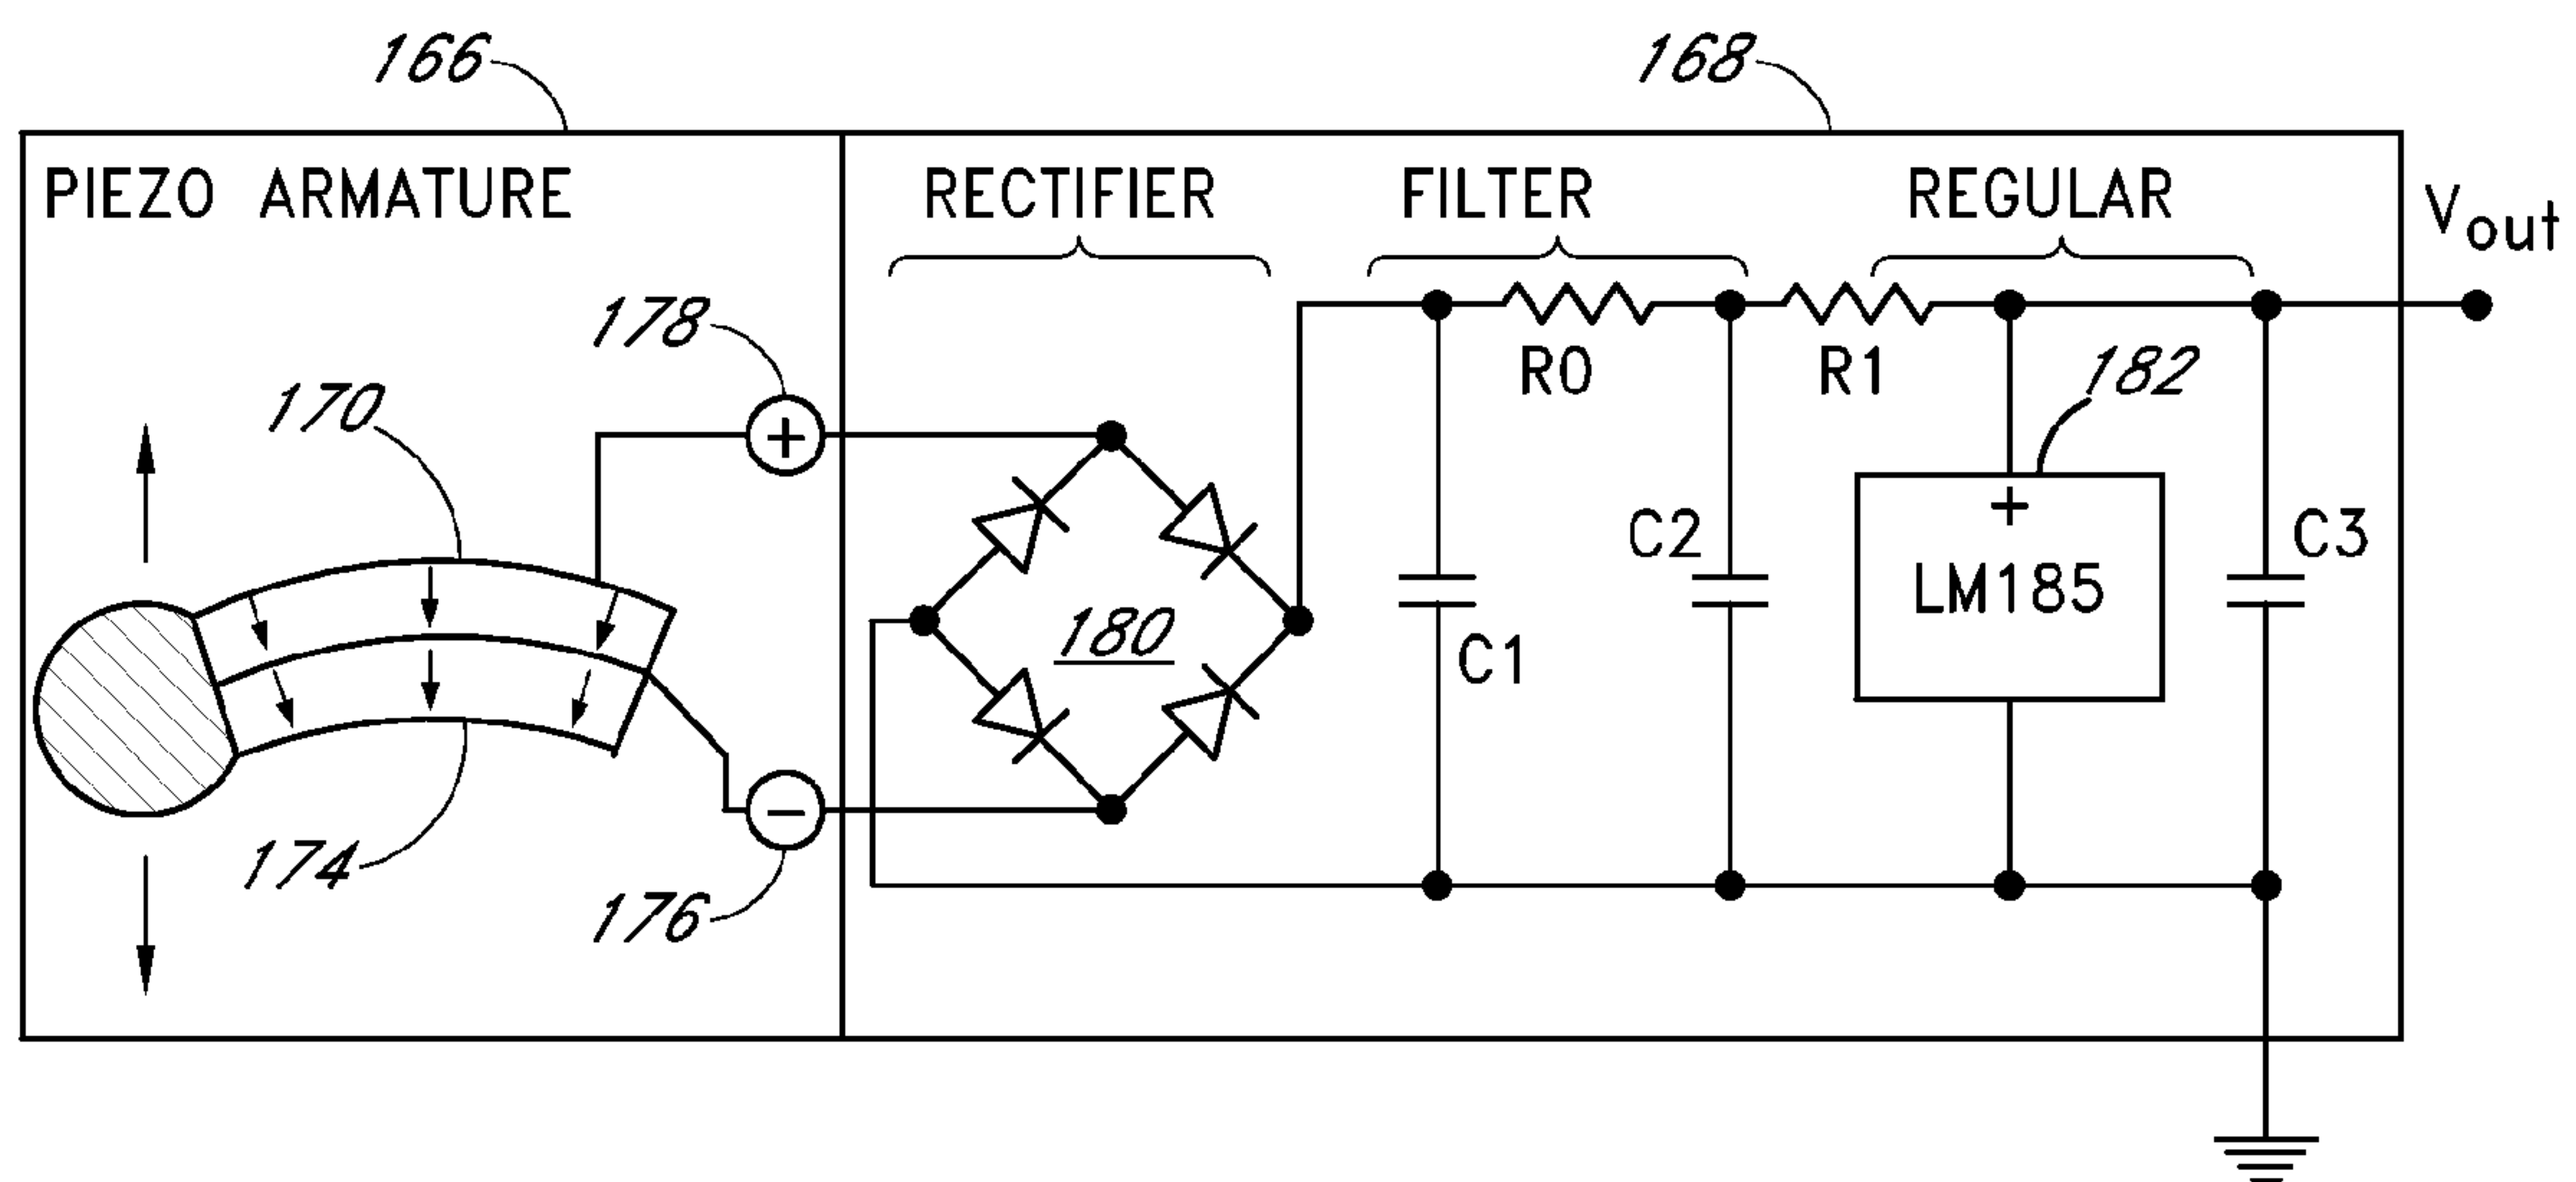 166
168
PIEZO ARMATURE
RECTIFIER
FILTER
REGULAR
Vout
178
170
+
R0
R1
182
+
C2
LM185
C3
180
C1
174
−
176